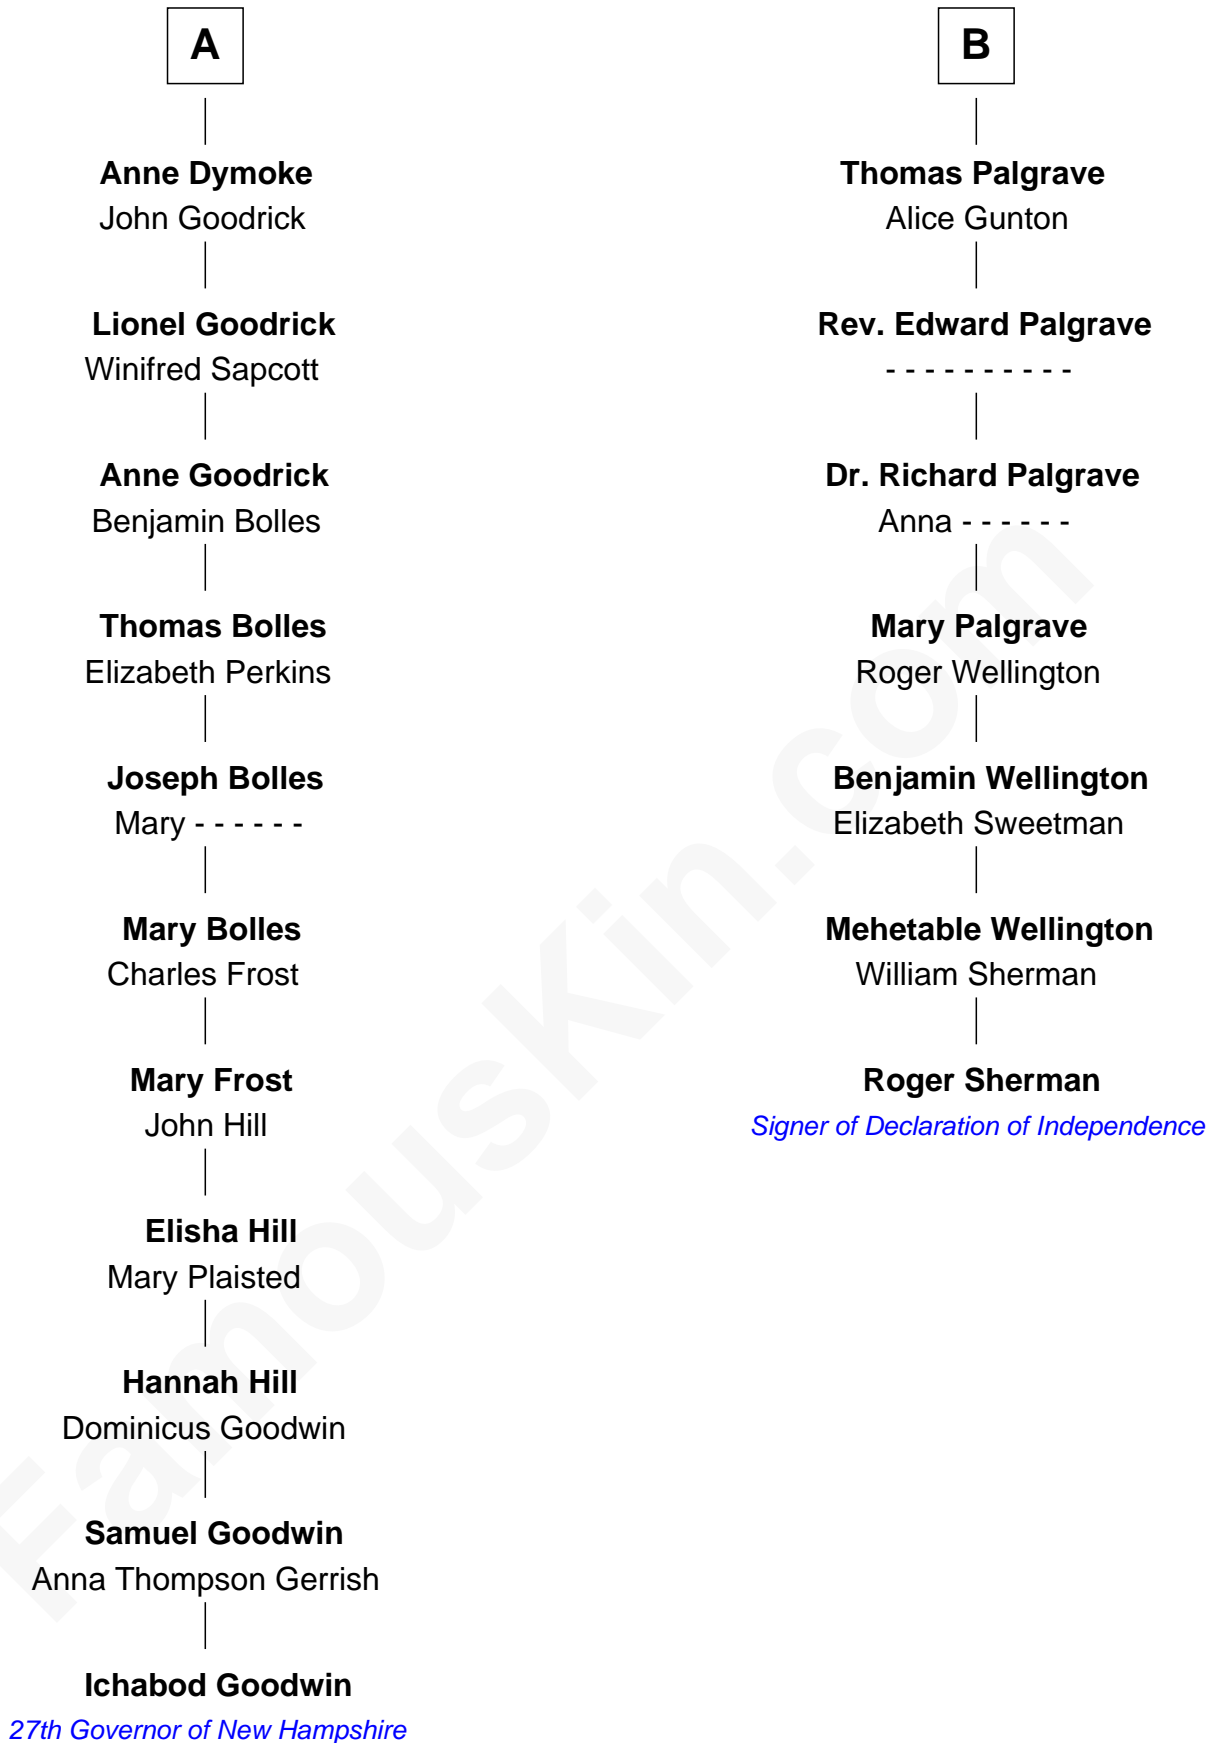 A
Anne Dymoke
John Goodrick
Lionel Goodrick
Winifred Sapcott
Anne Goodrick
Benjamin Bolles
Thomas Bolles
Elizabeth Perkins
Joseph Bolles
Mary - - - - - -
Mary Bolles
Charles Frost
Mary Frost
John Hill
Elisha Hill
Mary Plaisted
Hannah Hill
Dominicus Goodwin
Samuel Goodwin
Anna Thompson Gerrish
Ichabod Goodwin
27th Governor of New Hampshire
B
Thomas Palgrave
Alice Gunton
Rev. Edward Palgrave
- - - - - - - - - -
Dr. Richard Palgrave
Anna - - - - - -
Mary Palgrave
Roger Wellington
Benjamin Wellington
Elizabeth Sweetman
Mehetable Wellington
William Sherman
Roger Sherman
Signer of Declaration of Independence
FamousKin.com